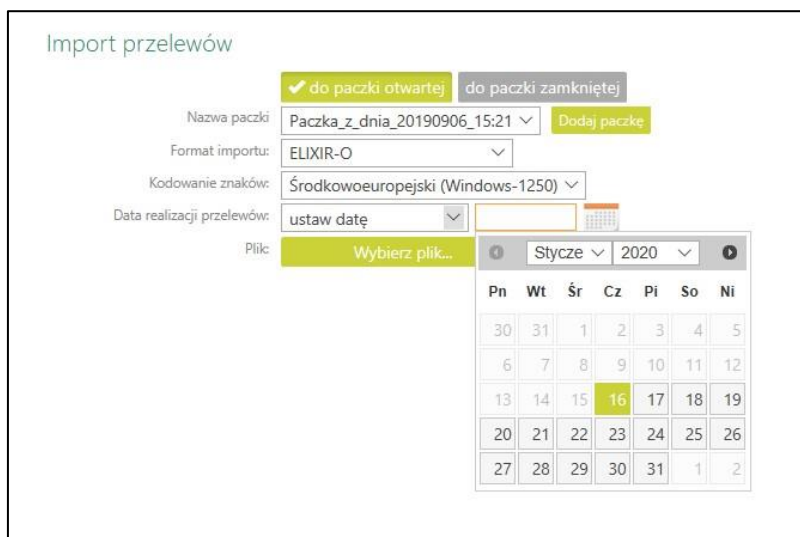 Import przelewów
do paczki otwartej do paczki zamkniętej
Nazwa paczki Paczka_z_dnia_20190906_15:21 Dodaj paczkę
Format importu: ELIXIR-O
Kodowanie znaków: Środkowoeuropejski (Windows-1250)
Data realizacji przelewów: ustaw datę
Plik: Wybierz plik...
Stycze 2020
Pn Wt Śr Cz Pi So Ni
30 31 1 2 3 4 5
6 7 8 9 10 11 12
13 14 15 16 17 18 19
20 21 22 23 24 25 26
27 28 29 30 31 1 2